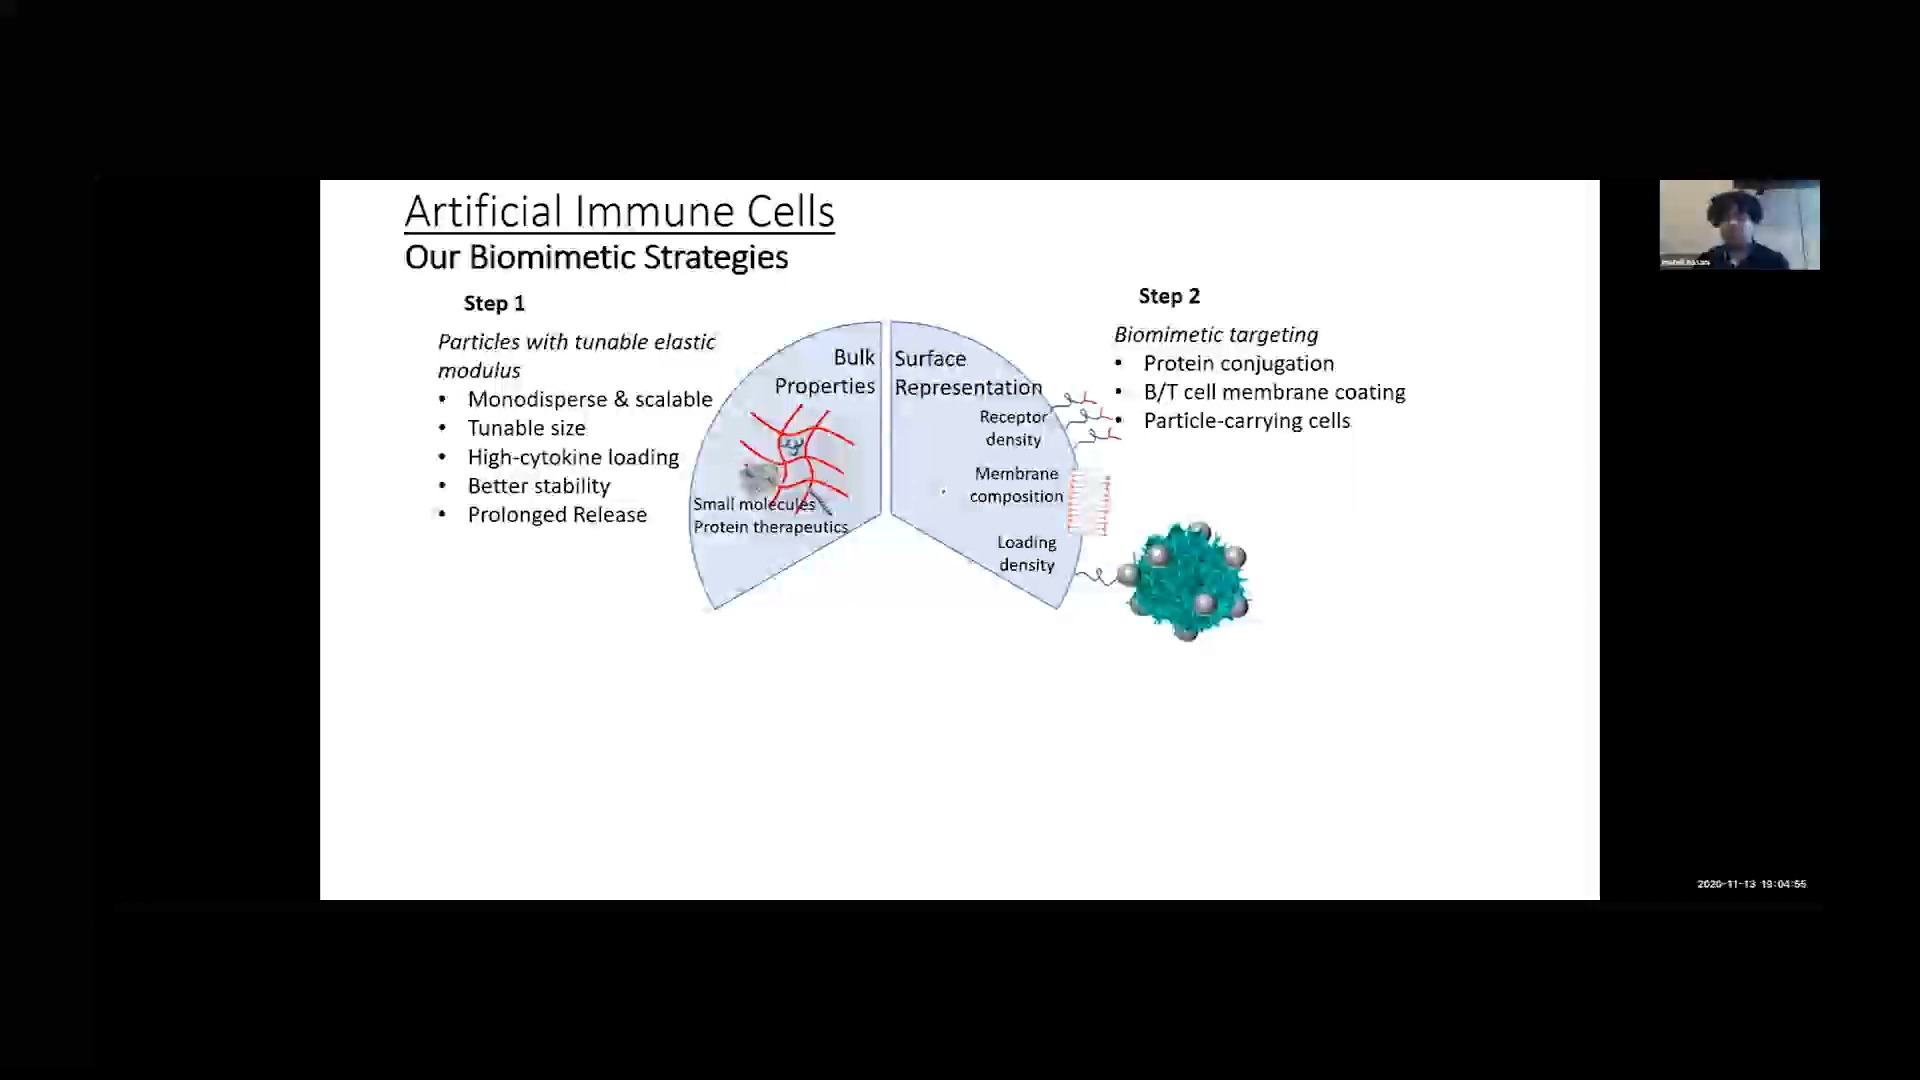 Artificial Immune Cells
Our Biomimetic Strategies
Step 1
Particles with tunable elastic
modulus
• Monodisperse & scalable
• Tunable size
• High-cytokine loading
• Better stability
• Prolonged Release
Bulk
Properties
Small molecules
Protein therapeutics
Surface
Representation
Receptor
density
Membrane
composition
Loading
density
Step 2
Biomimetic targeting
• Protein conjugation
• B/T cell membrane coating
• Particle-carrying cells
2020-11-13 19:04:55